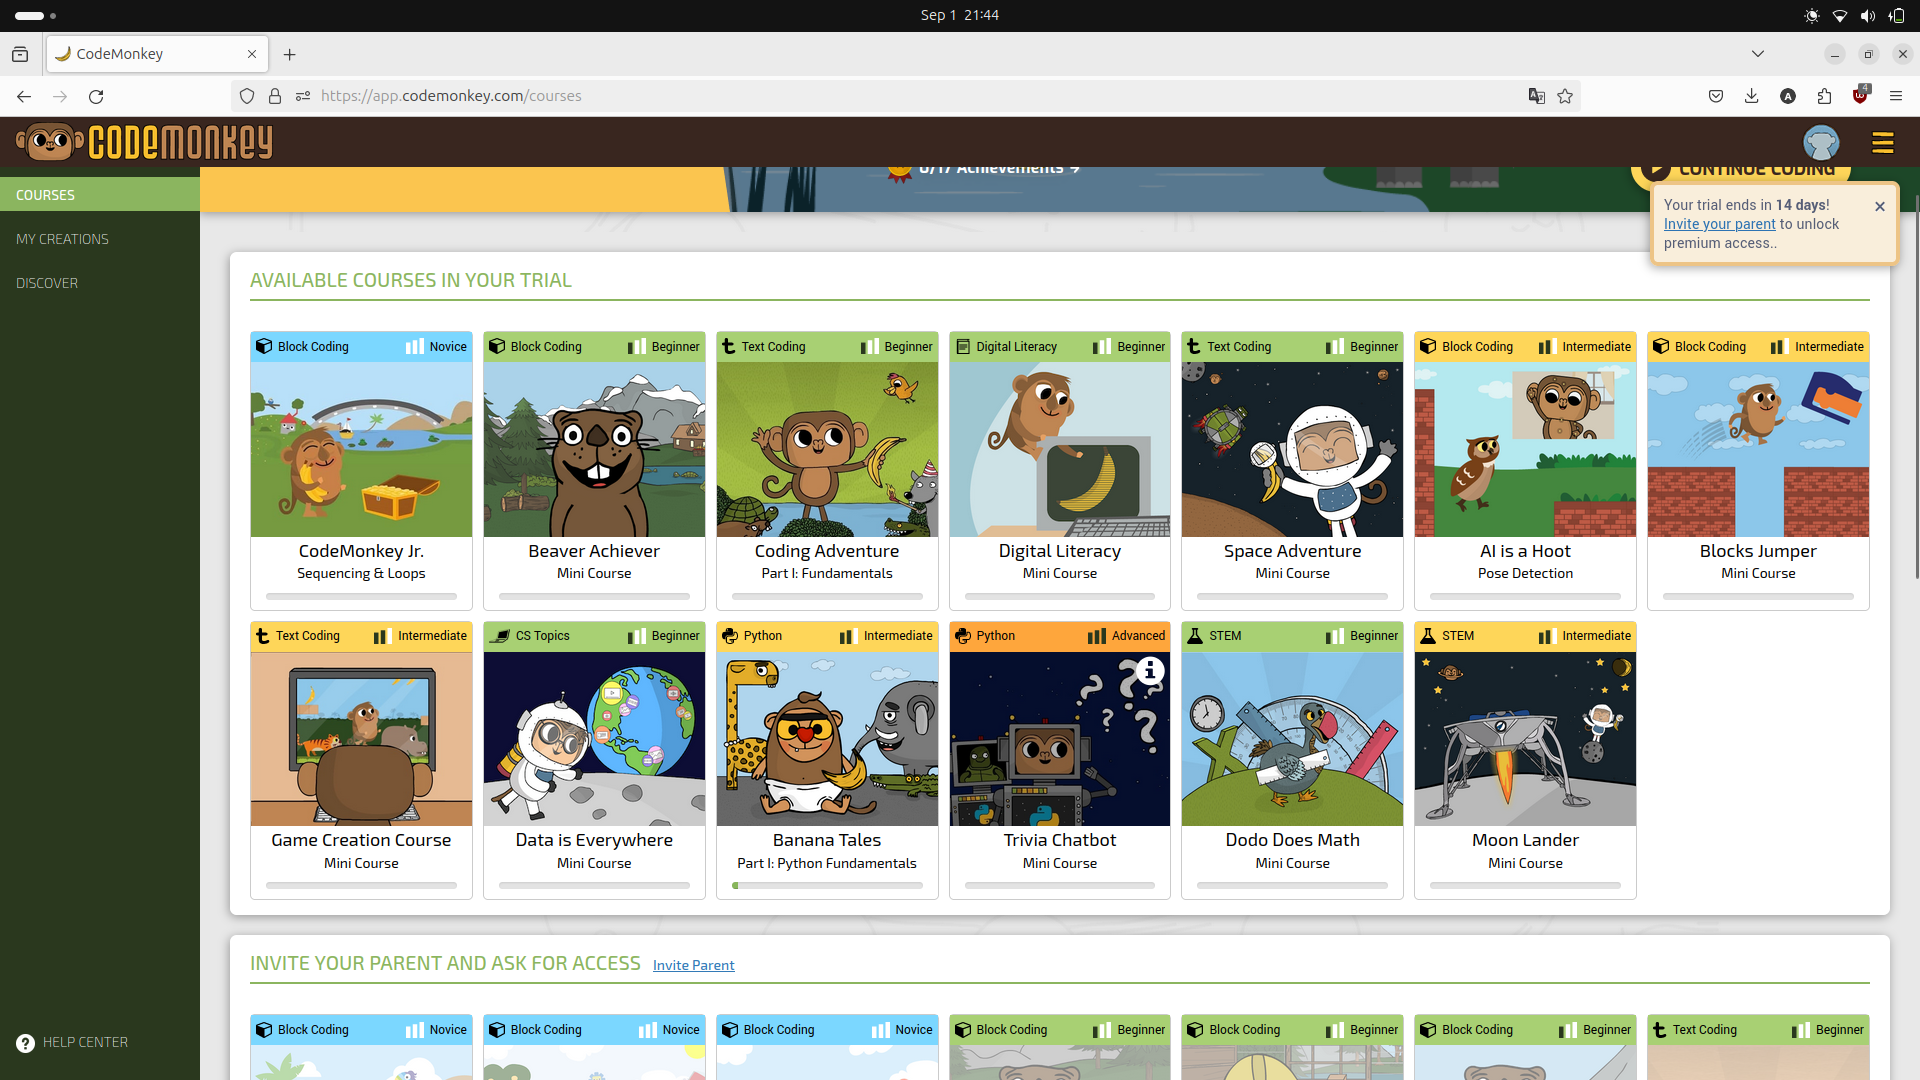 Sep 1 21:44
CodeMonkey
https://app.codemonkey.com/courses
4
CODEMONKEY
0/17 Achievements
CONTINUE CODING
COURSES
MY CREATIONS
DISCOVER
HELP CENTER
Your trial ends in 14 days!
Invite your parent to unlock
premium access..
AVAILABLE COURSES IN YOUR TRIAL
Block Coding Novice
CodeMonkey Jr.
Sequencing & Loops
Block Coding Beginner
Beaver Achiever
Mini Course
Text Coding Beginner
Coding Adventure
Part I: Fundamentals
Digital Literacy Beginner
Digital Literacy
Mini Course
Text Coding Beginner
Space Adventure
Mini Course
Block Coding Intermediate
AI is a Hoot
Pose Detection
Block Coding Intermediate
Blocks Jumper
Mini Course
Text Coding Intermediate
Game Creation Course
Mini Course
CS Topics Beginner
Data is Everywhere
Mini Course
Python Intermediate
Banana Tales
Part I: Python Fundamentals
Python Advanced
Trivia Chatbot
Mini Course
STEM Beginner
Dodo Does Math
Mini Course
STEM Intermediate
Moon Lander
Mini Course
INVITE YOUR PARENT AND ASK FOR ACCESS Invite Parent
Block Coding Novice
Block Coding Novice
Block Coding Novice
Block Coding Beginner
Block Coding Beginner
Block Coding Beginner
Text Coding Beginner